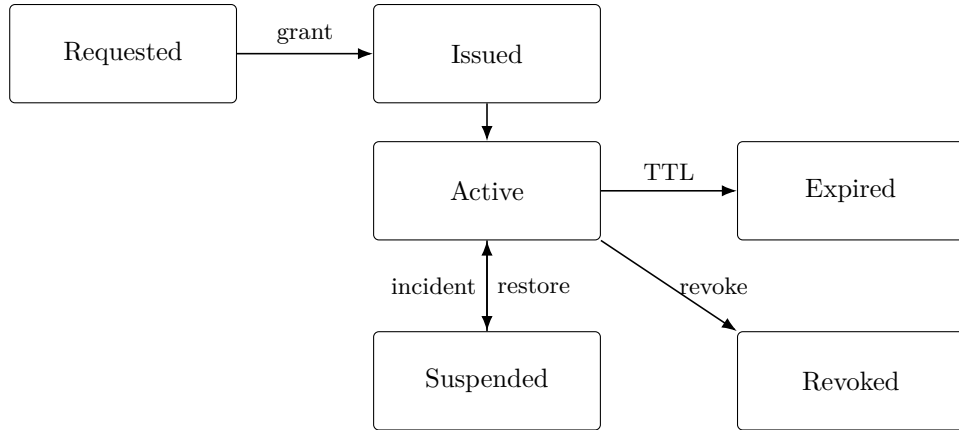 Requested
grant
Issued
Active
TTL
Expired
incident
restore
revoke
Suspended
Revoked